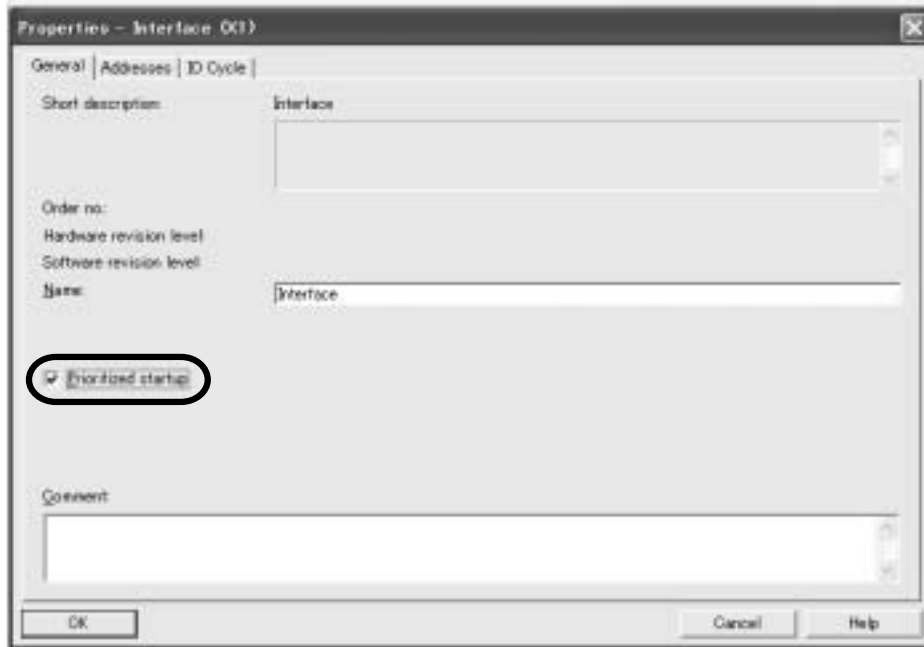 Properties - Interface (X1)
General Addresses IO Cycle
Short description: Interface
Order no.:
Hardware revision level
Software revision level
Name: Interface
Prioritized startup
Comment
OK Cancel Help